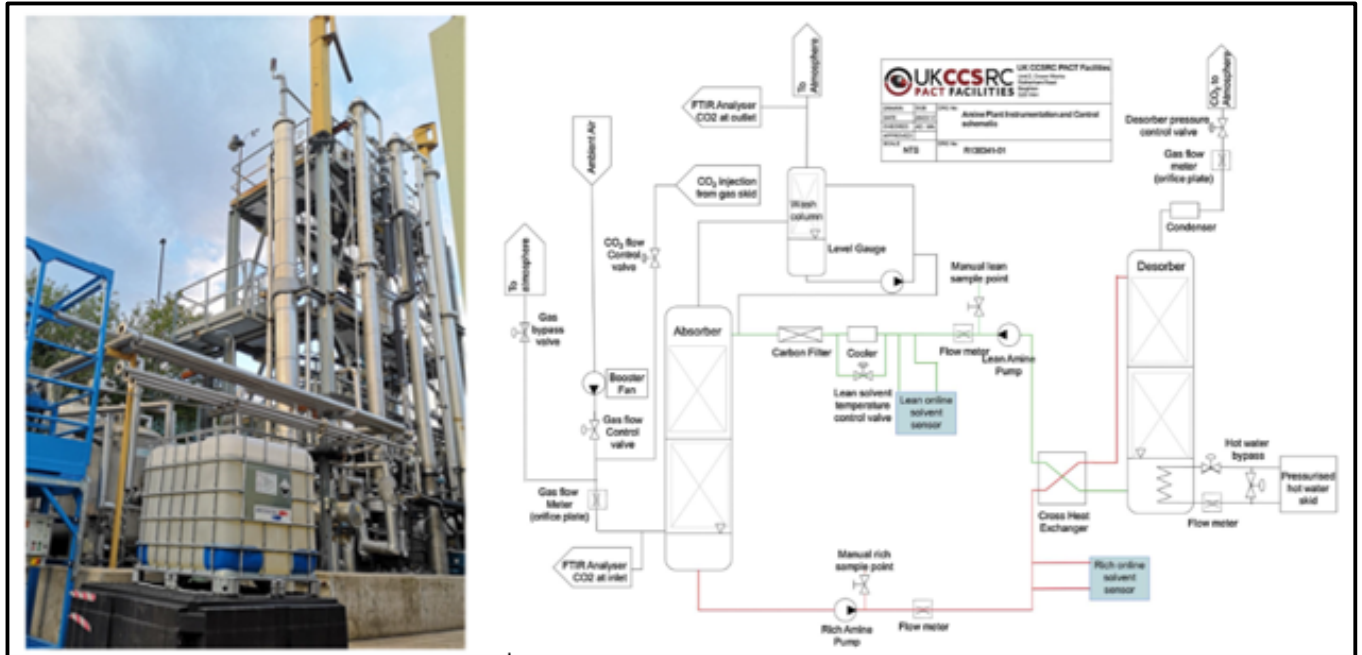 To
Atmosphere
FTIR Analyser
CO2 at outlet
Ambient Air
CO₂ injection
from gas skid
Wash
column
Level Gauge
UKCCSRC
PACT FACILITIES
UK CCSRC PACT Facilities
Amine Plant Instrumentation and Control
schematic
SCALE
NTS
CO₂ to
Atmosphere
Desorber pressure
control valve
Gas flow
meter
(orifice plate)
Condenser
Desorber
To
atmosphere
Gas
bypass
valve
CO₂ flow
Control
valve
Booster
Fan
Gas flow
Control
valve
Gas flow
Meter
(orifice plate)
FTIR Analyser
CO2 at inlet
Absorber
Carbon Filter
Cooler
Lean solvent
temperature
control valve
Lean online
solvent
sensor
Manual lean
sample point
Flow meter
Lean Amine
Pump
Cross Heat
Exchanger
Hot water
bypass
Pressurised
hot water
skid
Flow meter
Manual rich
sample point
Rich Amine
Pump
Flow meter
Rich online
solvent
sensor